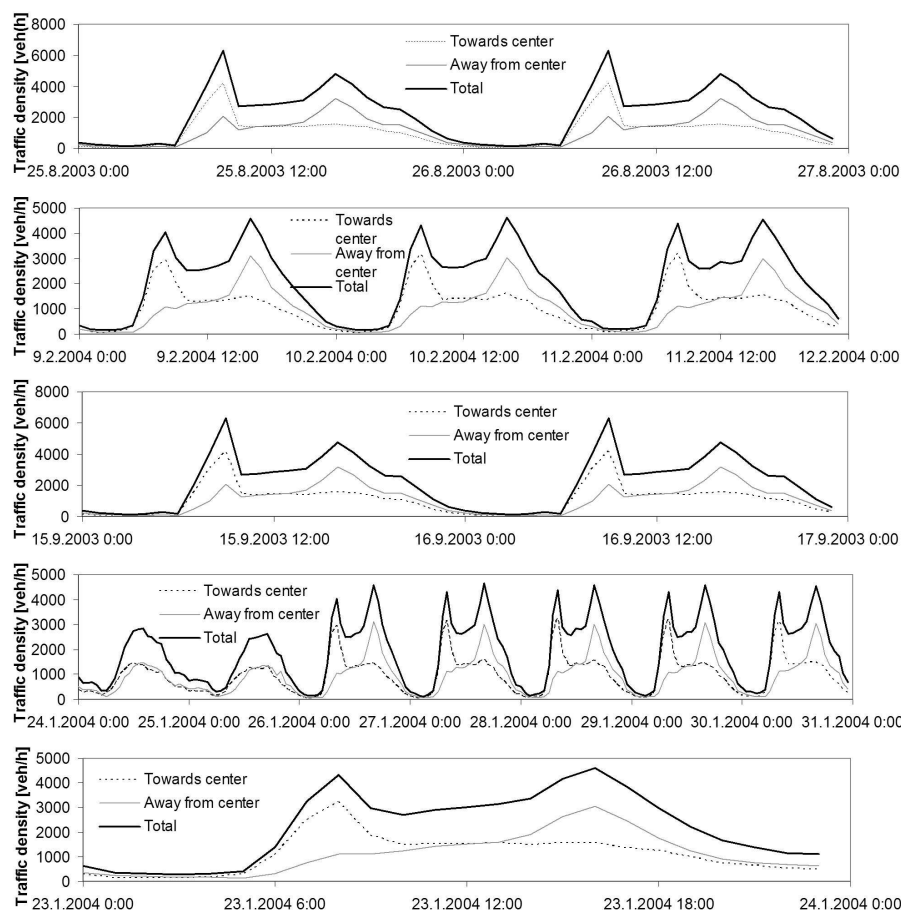 Traffic density [veh(h]
8000
6000
4000
2000
0
Towards center
Away from center
Total
25.8.2003 0:00 25.8.2003 12:00 26.8.2003 0:00 26.8.2003 12:00 27.8.2003 0:00
Traffic density [veh/h]
5000
4000
3000
2000
1000
0
Towards
center
Away from
center
Total
9.2.2004 0:00 9.2.2004 12:00 10.2.2004 0:00 10.2.2004 12:00 11.2.2004 0:00 11.2.2004 12:00 12.2.2004 0:00
Traffic density [veh/h]
8000
6000
4000
2000
0
Towards center
Away from center
Total
15.9.2003 0:00 15.9.2003 12:00 16.9.2003 0:00 16.9.2003 12:00 17.9.2003 0:00
Traffic density [veh/h]
5000
4000
3000
2000
1000
0
Towards center
Away from center
Total
24.1.2004 0:00 25.1.2004 0:00 26.1.2004 0:00 27.1.2004 0:00 28.1.2004 0:00 29.1.2004 0:00 30.1.2004 0:00 31.1.2004 0:00
Traffic density [veh/h]
5000
4000
3000
2000
1000
0
Towards center
Away from center
Total
23.1.2004 0:00 23.1.2004 6:00 23.1.2004 12:00 23.1.2004 18:00 24.1.2004 0:00